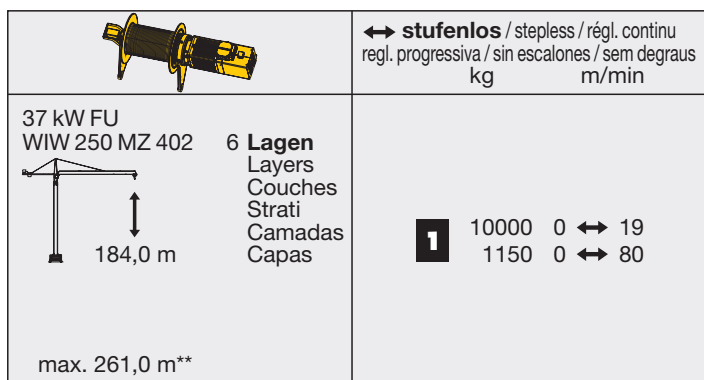 ↔ stufenlos / stepless / régl. continu
regl. progressiva / sin escalones / sem degraus
kg m/min
37 kW FU
WIW 250 MZ 402 6 Lagen
Layers
Couches
Strati
Camadas
184,0 m Capas
1 10000 0 ↔ 19
1150 0 ↔ 80
max. 261,0 m**